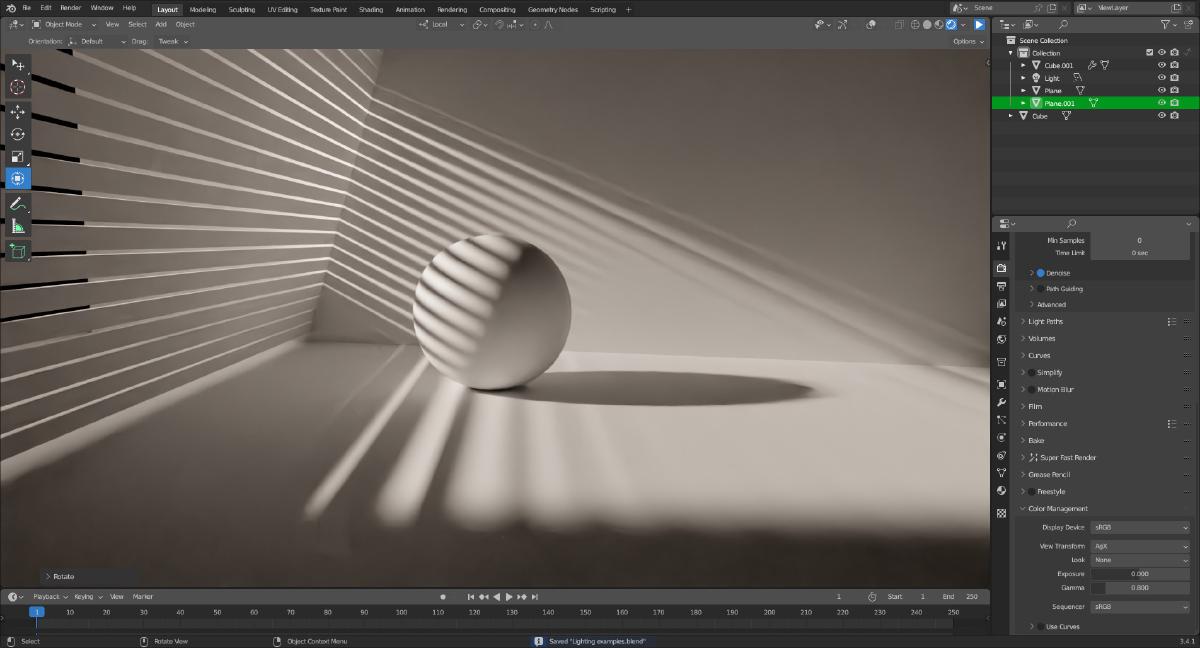 File Edit Render Window Help Layout Modeling Sculpting UV Editing Texture Paint Shading Animation Rendering Compositing Geometry Nodes Scripting + Scene ViewLayer
Object Mode View Select Add Object Local
Orientation: Default Drag: Tweak Options
Scene Collection
Collection
Cube.001
Light
Plane
Plane.001
Cube
Min Samples 0
Time Limit 0 sec
Denoise
Path Guiding
Advanced
Light Paths
Volumes
Curves
Simplify
Motion Blur
Film
Performance
Bake
Super Fast Render
Grease Pencil
Freestyle
Color Management
Display Device sRGB
View Transform AgX
Look None
Exposure 0.000
Gamma 0.800
Sequencer sRGB
Use Curves
Rotate
Playback Keying View Marker 1 Start 1 End 250
1 10 20 30 40 50 60 70 80 90 100 110 120 130 140 150 160 170 180 190 200 210 220 230 240 250
Select Rotate View Object Context Menu Saved "Lighting examples.blend" 3.4.1